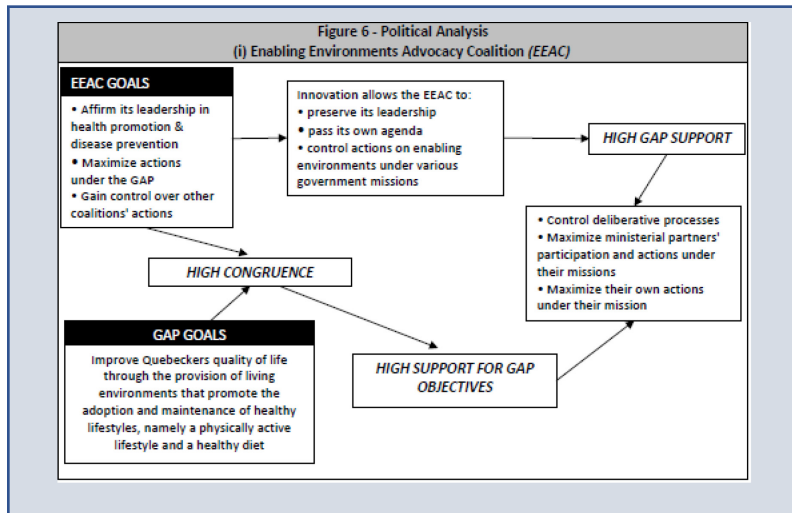 Figure 6 - Political Analysis
(i) Enabling Environments Advocacy Coalition (EEAC)
EEAC GOALS
• Affirm its leadership in
health promotion &
disease prevention
• Maximize actions
under the GAP
• Gain control over other
coalitions' actions
Innovation allows the EEAC to:
• preserve its leadership
• pass its own agenda
• control actions on enabling
environments under various
government missions
HIGH GAP SUPPORT
• Control deliberative processes
• Maximize ministerial partners'
participation and actions under
their missions
• Maximize their own actions
under their mission
HIGH CONGRUENCE
GAP GOALS
Improve Quebeckers quality of life
through the provision of living
environments that promote the
adoption and maintenance of healthy
lifestyles, namely a physically active
lifestyle and a healthy diet
HIGH SUPPORT FOR GAP
OBJECTIVES